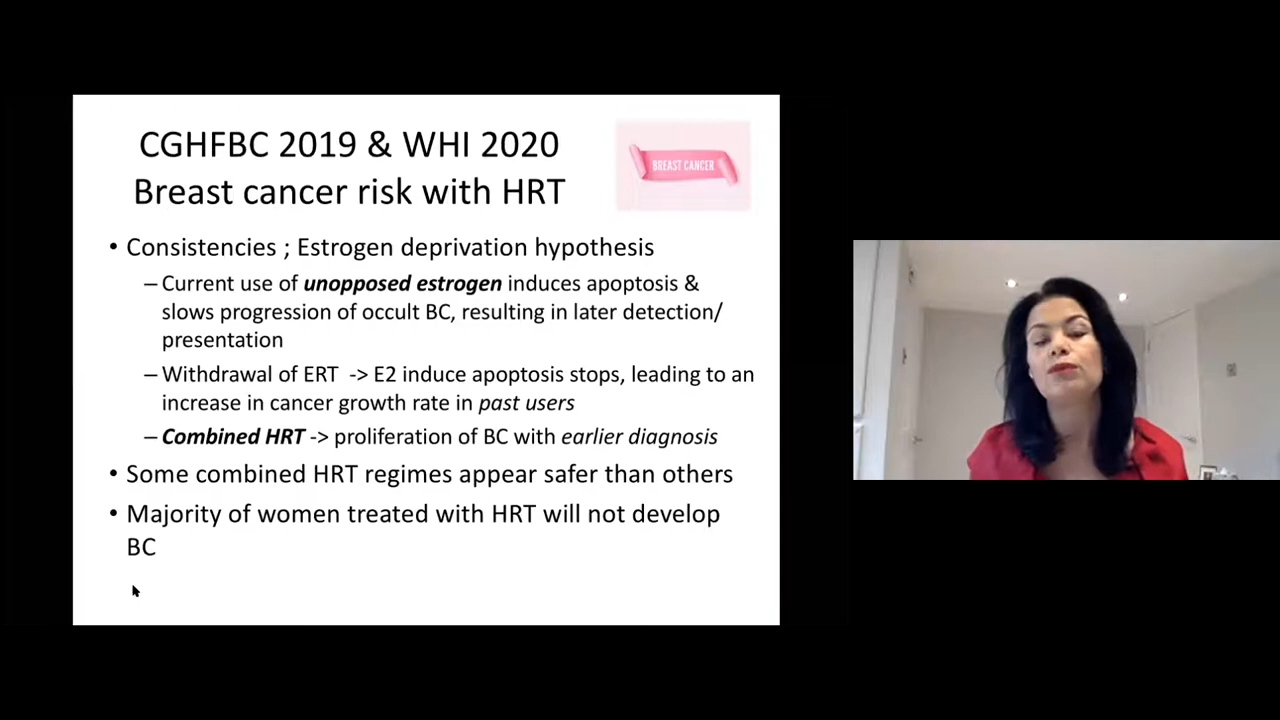 CGHFBC 2019 & WHI 2020
Breast cancer risk with HRT
BREAST CANCER
• Consistencies ; Estrogen deprivation hypothesis
– Current use of unopposed estrogen induces apoptosis &
slows progression of occult BC, resulting in later detection/
presentation
– Withdrawal of ERT -> E2 induce apoptosis stops, leading to an
increase in cancer growth rate in past users
– Combined HRT -> proliferation of BC with earlier diagnosis
• Some combined HRT regimes appear safer than others
• Majority of women treated with HRT will not develop
BC